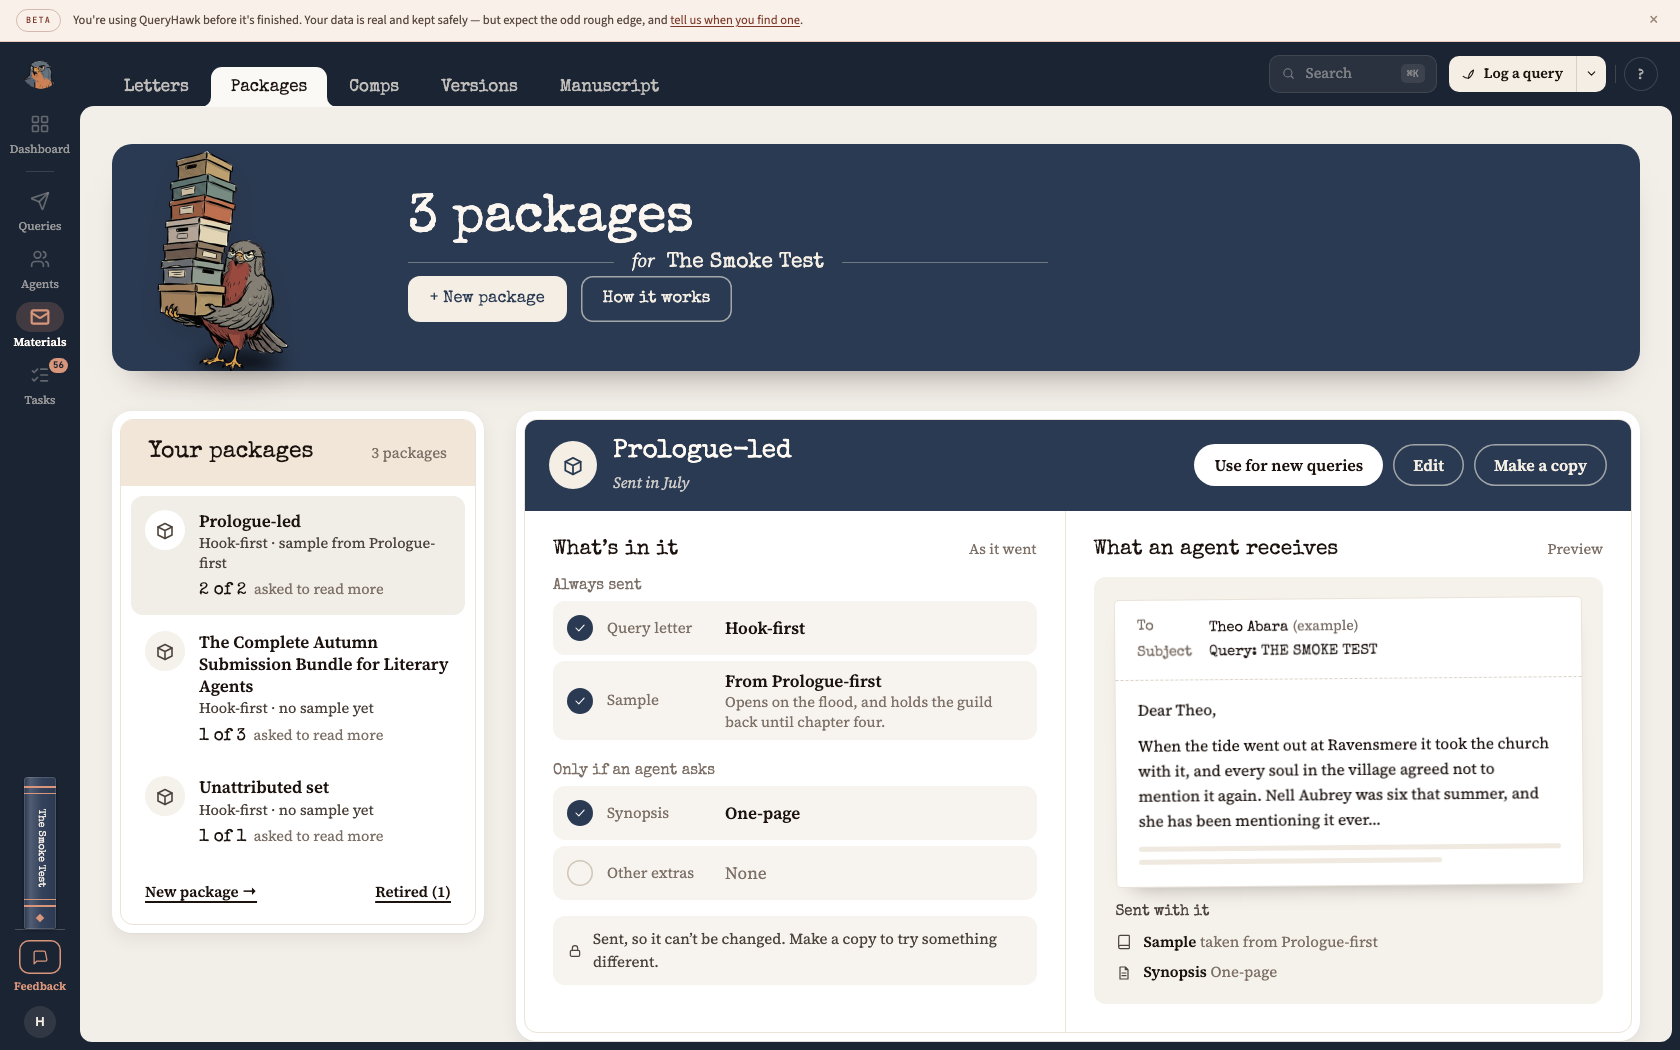 BETA You're using QueryHawk before it's finished. Your data is real and kept safely — but expect the odd rough edge, and tell us when you find one. ×
Letters Packages Comps Versions Manuscript
Search ⌘K
Log a query
?
Dashboard
Queries
Agents
Materials
56
Tasks
The Smoke Test
Feedback
H
3 packages
for The Smoke Test
+ New package How it works
Your packages 3 packages
Prologue-led
Hook-first · sample from Prologue-
first
2 of 2 asked to read more
The Complete Autumn
Submission Bundle for Literary
Agents
Hook-first · no sample yet
1 of 3 asked to read more
Unattributed set
Hook-first · no sample yet
1 of 1 asked to read more
New package → Retired (1)
Prologue-led
Sent in July
Use for new queries Edit Make a copy
What's in it As it went
Always sent
Query letter Hook-first
Sample From Prologue-first
Opens on the flood, and holds the guild
back until chapter four.
Only if an agent asks
Synopsis One-page
Other extras None
Sent, so it can't be changed. Make a copy to try something
different.
What an agent receives Preview
To Theo Abara (example)
Subject Query: THE SMOKE TEST
Dear Theo,
When the tide went out at Ravensmere it took the church
with it, and every soul in the village agreed not to
mention it again. Nell Aubrey was six that summer, and
she has been mentioning it ever…
Sent with it
Sample taken from Prologue-first
Synopsis One-page